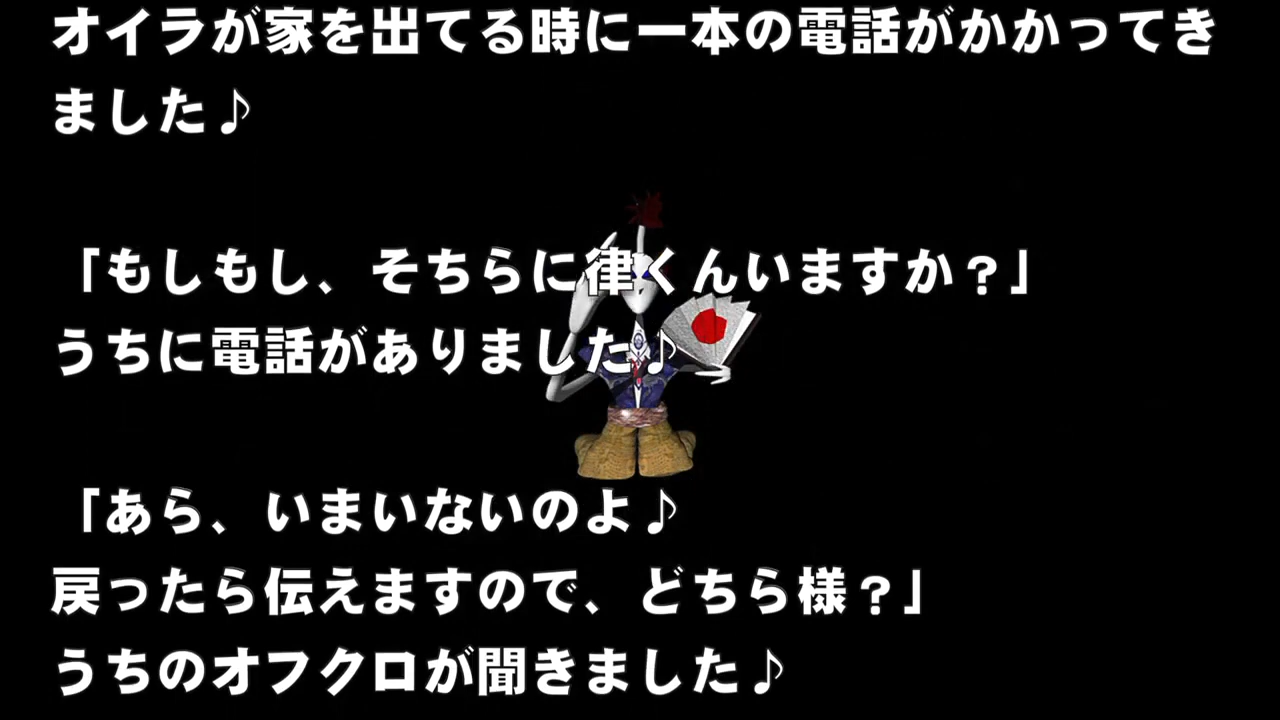 オイラが家を出てる時に一本の電話がかかってき
ました♪
「もしもし、そちらに律くんいますか？」
うちに電話がありました♪
「あら、いまいないのよ♪
戻ったら伝えますので、どちら様？」
うちのオフクロが聞きました♪